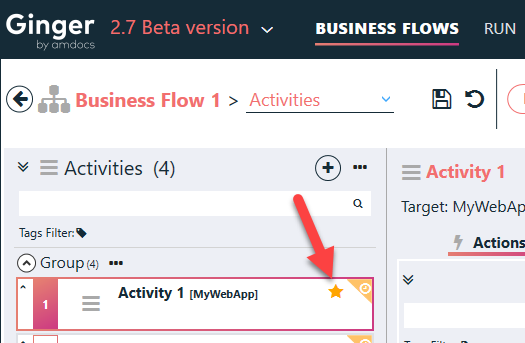 Ginger
by amdocs
2.7 Beta version
BUSINESS FLOWS
RUN
Business Flow 1 > Activities
Activities (4)
Activity 1
Target: MyWebAp
Tags Filter:
Actions
Group (4)
1
Activity 1 [MyWebApp]